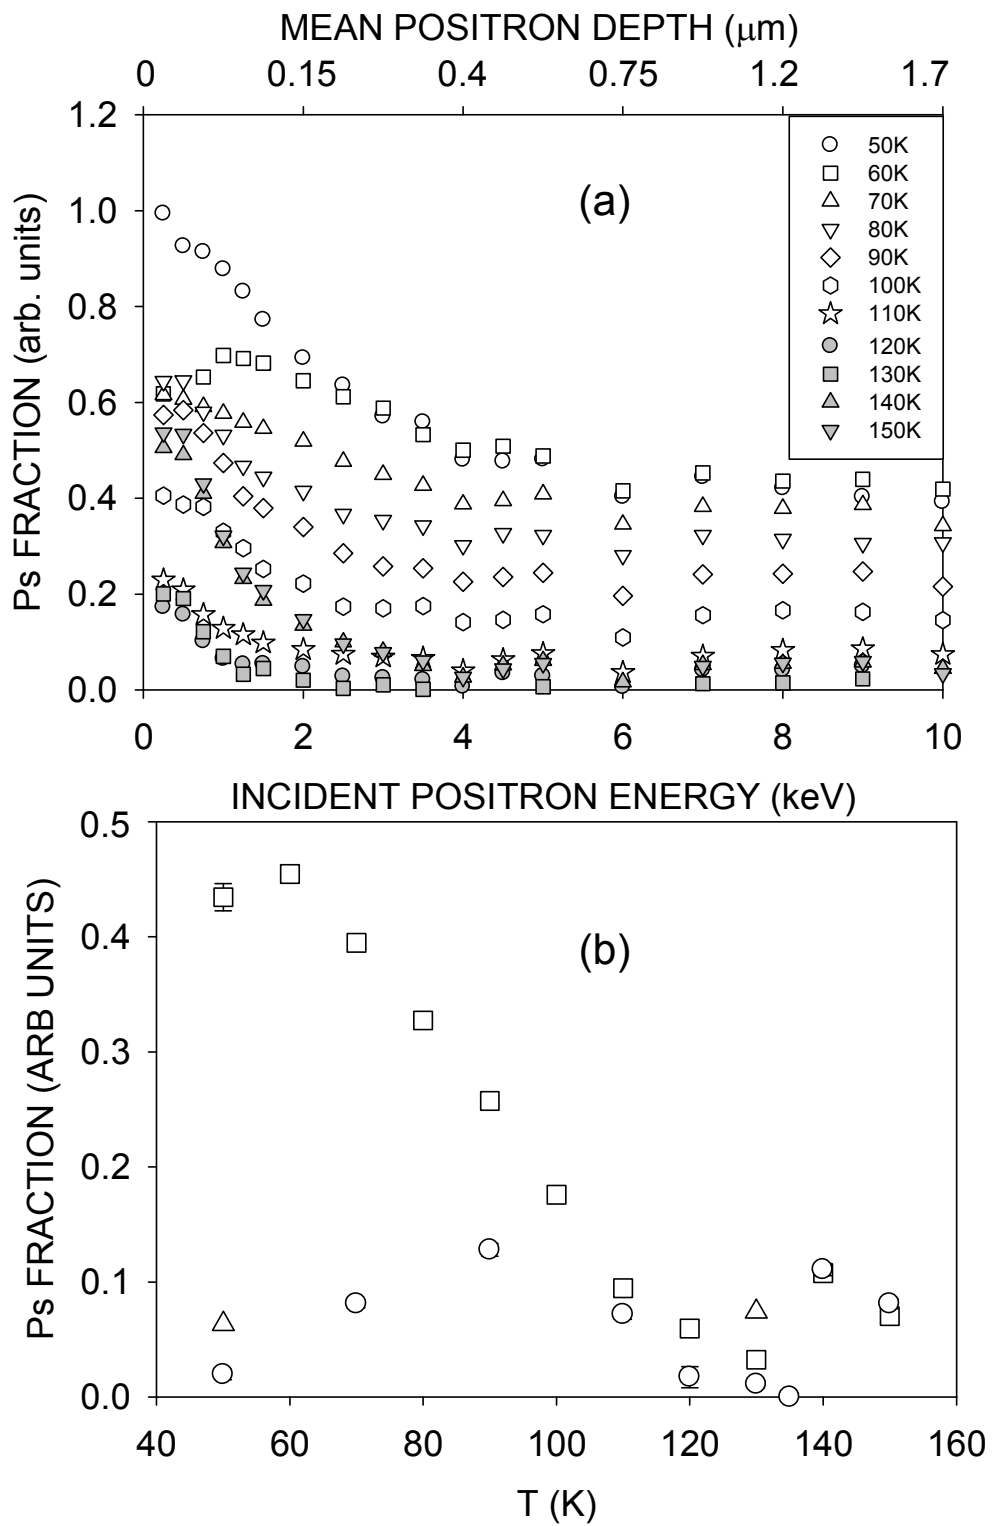 MEAN POSITRON DEPTH (μm)
0 0.15 0.4 0.75 1.2 1.7
1.2
1.0
0.8
0.6
0.4
0.2
0.0
Ps FRACTION (arb. units)
(a)
50K
60K
70K
80K
90K
100K
110K
120K
130K
140K
150K
0 2 4 6 8 10
INCIDENT POSITRON ENERGY (keV)
0.5
0.4
0.3
0.2
0.1
0.0
Ps FRACTION (ARB UNITS)
(b)
40 60 80 100 120 140 160
T (K)